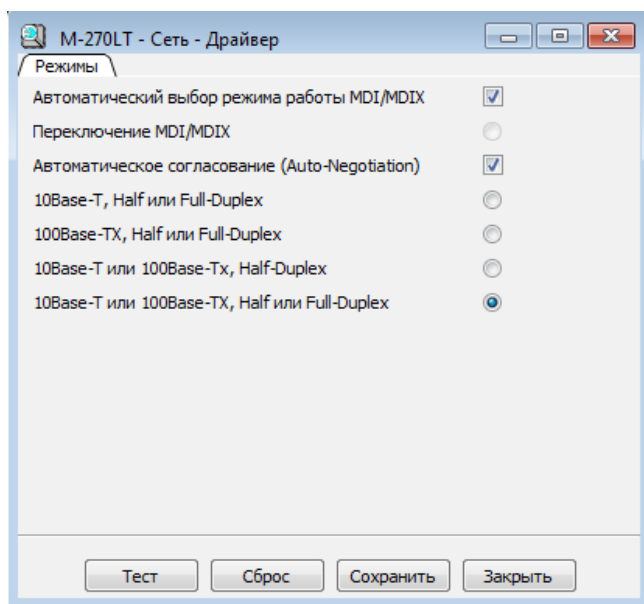 M-270LT - Сеть - Драйвер
Режимы
Автоматический выбор режима работы MDI/MDIX
Переключение MDI/MDIX
Автоматическое согласование (Auto-Negotiation)
10Base-T, Half или Full-Duplex
100Base-TX, Half или Full-Duplex
10Base-T или 100Base-Tx, Half-Duplex
10Base-T или 100Base-TX, Half или Full-Duplex
Тест Сброс Сохранить Закрыть